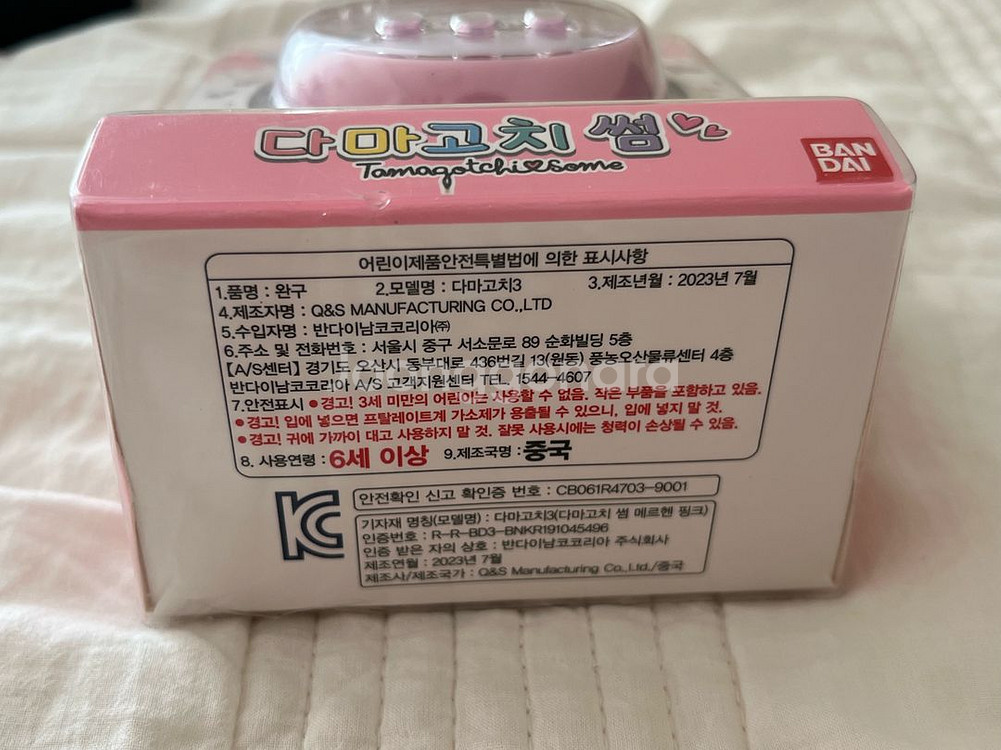 다마고치 썸
Tamagotchi some
BAN
DAI
어린이제품안전특별법에 의한 표시사항
1.품명 : 완구 2.모델명 : 다마고치3 3.제조년월 : 2023년 7월
4.제조자명 : Q&S MANUFACTURING CO.,LTD
5.수입자명 : 반다이남코코리아㈜
6.주소 및 전화번호 : 서울시 중구 서소문로 89 순화빌딩 5층
【A/S센터】 경기도 오산시 동부대로 436번길 13(원동) 풍농오산물류센터 4층
반다이남코코리아 A/S 고객지원센터 TEL. 1544-4607
7.안전표시 ●경고! 3세 미만의 어린이는 사용할 수 없음. 작은 부품을 포함하고 있음.
●경고! 입에 넣으면 프탈레이트계 가소제가 용출될 수 있으니, 입에 넣지 말 것.
●경고! 귀에 가까이 대고 사용하지 말 것. 잘못 사용시에는 청력이 손상될 수 있음.
8. 사용연령 : 6세 이상 9.제조국명 : 중국
안전확인 신고 확인증 번호 : CB061R4703-9001
기자재 명칭(모델명) : 다마고치3(다마고치 썸 메르헨 핑크)
인증번호 : R-R-BD3-BNKR191045496
인증 받은 자의 상호 : 반다이남코코리아 주식회사
제조연월 : 2023년 7월
제조사/제조국가 : Q&S Manufacturing Co.,Ltd./중국